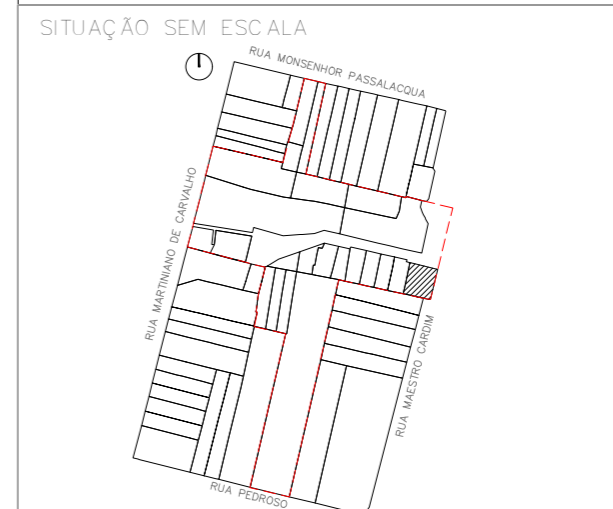 SITUAÇÃO SEM ESCALA
RUA MONSENHOR PASSALACQUA
RUA MARTINIANO DE CARVALHO
RUA MAESTRO CARDIM
RUA PEDROSO